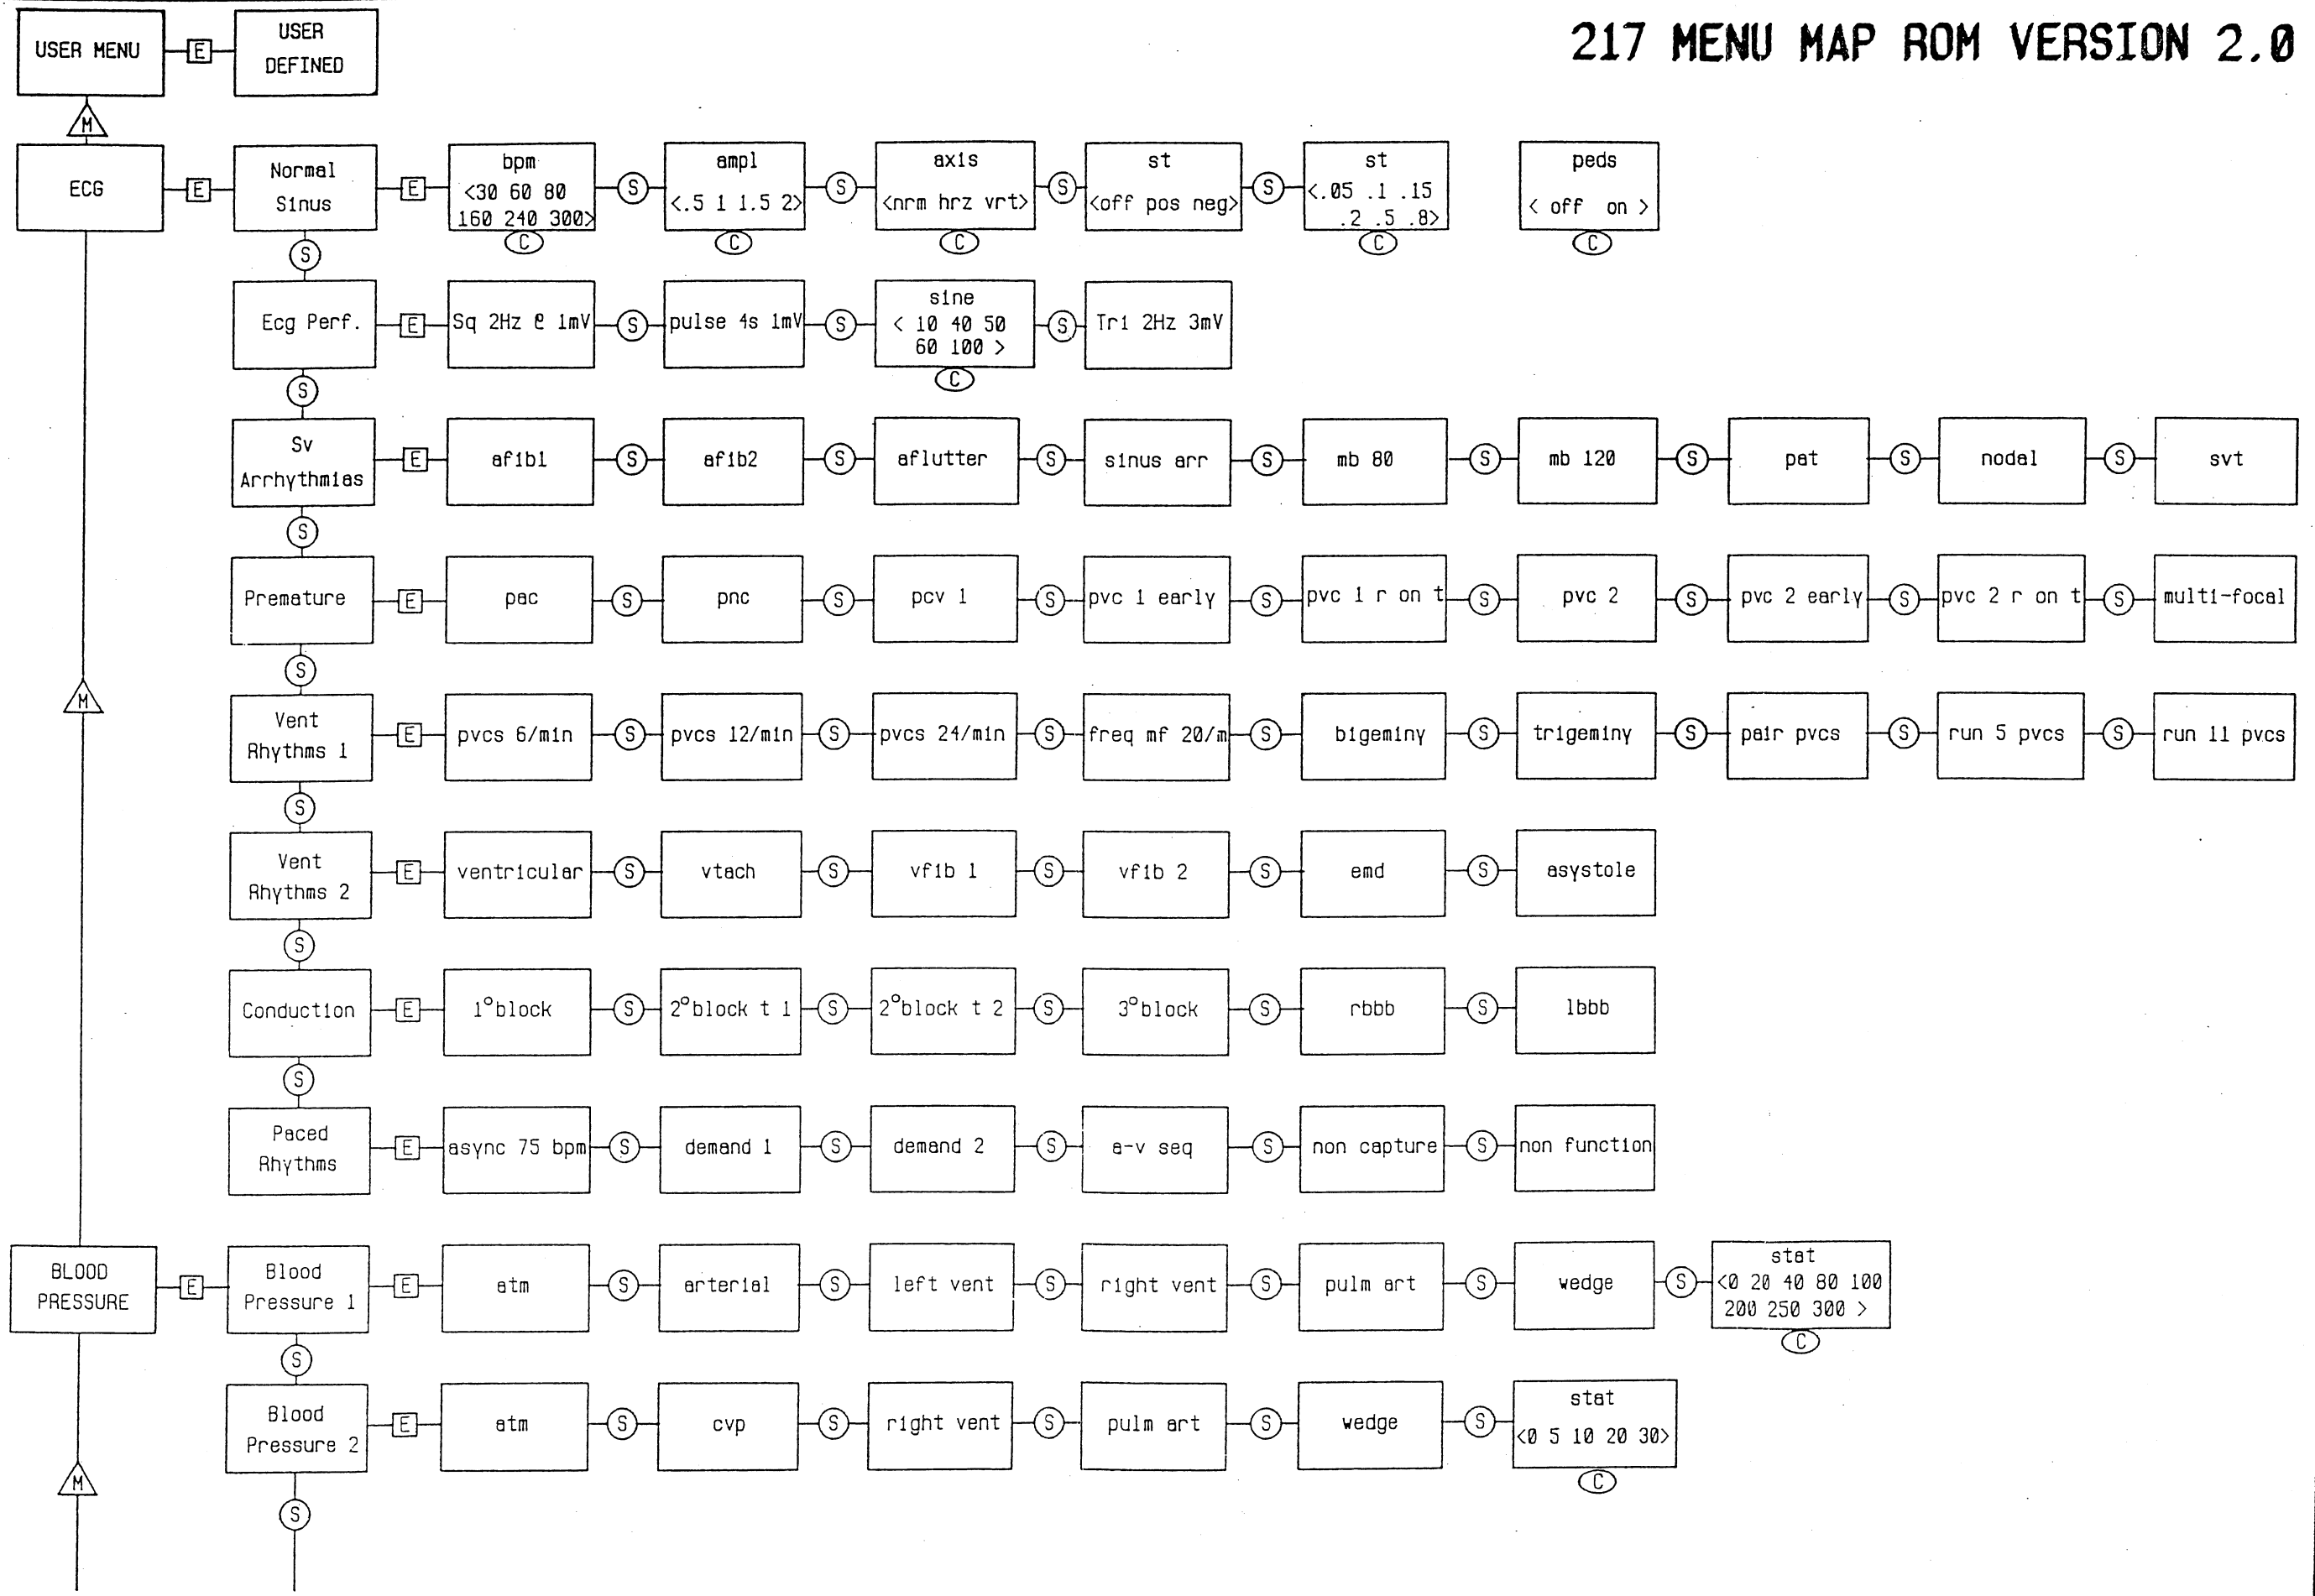 217 MENU MAP ROM VERSION 2.0
USER MENU
E
USER
DEFINED
M
ECG
E
Normal
Sinus
E
bpm
<30 60 80
160 240 300>
C
S
ampl
<.5 1 1.5 2>
C
S
axis
<nrm hrz vrt>
C
S
st
<off pos neg>
S
st
<.05 .1 .15
.2 .5 .8>
C
peds
< off on >
C
S
Ecg Perf.
E
Sq 2Hz @ 1mV
S
pulse 4s 1mV
S
sine
< 10 40 50
60 100 >
C
S
Tri 2Hz 3mV
S
Sv
Arrhythmias
E
afib1
S
afib2
S
aflutter
S
sinus arr
S
mb 80
S
mb 120
S
pat
S
nodal
S
svt
S
Premature
E
pac
S
pnc
S
pcv 1
S
pvc 1 early
S
pvc 1 r on t
S
pvc 2
S
pvc 2 early
S
pvc 2 r on t
S
multi-focal
S
M
Vent
Rhythms 1
E
pvcs 6/min
S
pvcs 12/min
S
pvcs 24/min
S
freq mf 20/m
S
bigeminy
S
trigeminy
S
pair pvcs
S
run 5 pvcs
S
run 11 pvcs
S
Vent
Rhythms 2
E
ventricular
S
vtach
S
vfib 1
S
vfib 2
S
emd
S
asystole
S
Conduction
E
1°block
S
2°block t 1
S
2°block t 2
S
3°block
S
rbbb
S
lbbb
S
Paced
Rhythms
E
async 75 bpm
S
demand 1
S
demand 2
S
a-v seq
S
non capture
S
non function
BLOOD
PRESSURE
E
Blood
Pressure 1
E
atm
S
arterial
S
left vent
S
right vent
S
pulm art
S
wedge
S
stat
<0 20 40 80 100
200 250 300 >
C
S
Blood
Pressure 2
E
atm
S
cvp
S
right vent
S
pulm art
S
wedge
S
stat
<0 5 10 20 30>
C
M
S